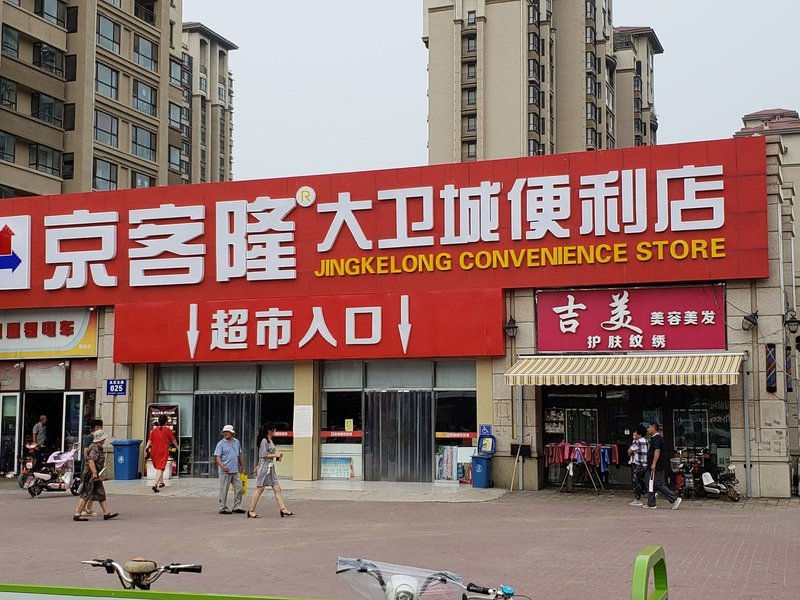 京客隆® 大卫城便利店
JINGKELONG CONVENIENCE STORE
↓超市入口↓
吉美 美容美发
护肤纹绣
025